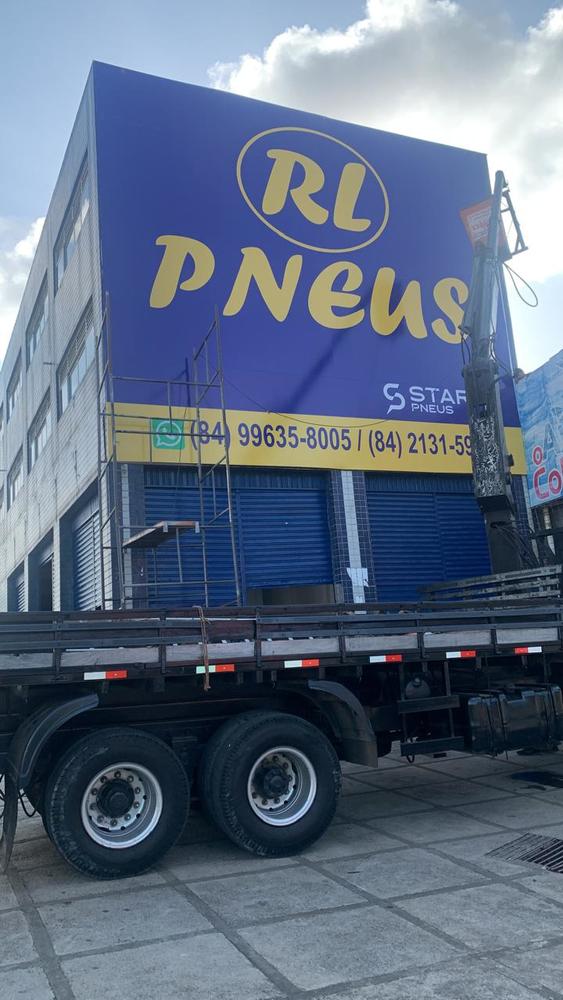 RL
PNEUS
STAR
PNEUS
(84) 99635-8005 / (84) 2131-59